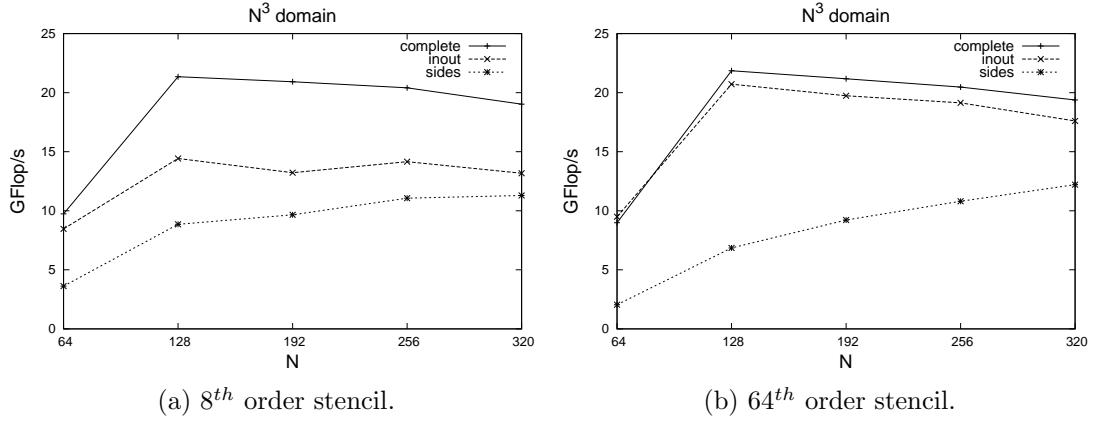 N³ domain
25
20
15
10
5
0
GFlop/s
complete
inout
sides
64
128
192
256
320
N
(a) 8th order stencil.
N³ domain
25
20
15
10
5
0
GFlop/s
complete
inout
sides
64
128
192
256
320
N
(b) 64th order stencil.